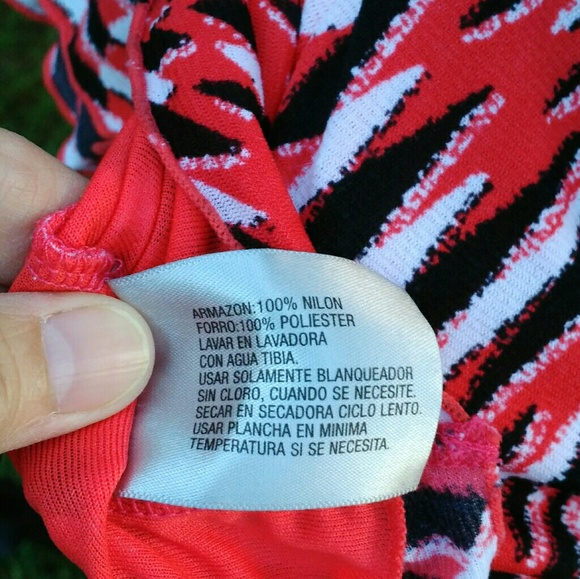 ARMAZON:100% NILON
FORRO:100% POLIESTER
LAVAR EN LAVADORA
CON AGUA TIBIA.
USAR SOLAMENTE BLANQUEADOR
SIN CLORO, CUANDO SE NECESITE.
SECAR EN SECADORA CICLO LENTO.
USAR PLANCHA EN MINIMA
TEMPERATURA SI SE NECESITA.